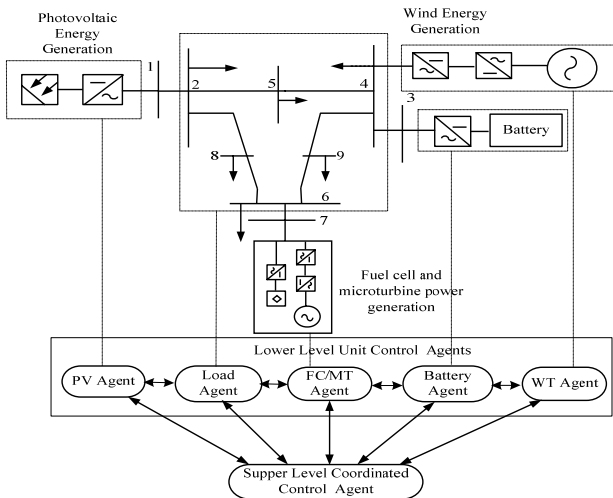 Photovoltaic
Energy
Generation
Wind Energy
Generation
1
2
5
4
3
Battery
8
9
6
7
Fuel cell and
microturbine power
generation
Lower Level Unit Control Agents
PV Agent
Load
Agent
FC/MT
Agent
Battery
Agent
WT Agent
Supper Level Coordinated
Control Agent